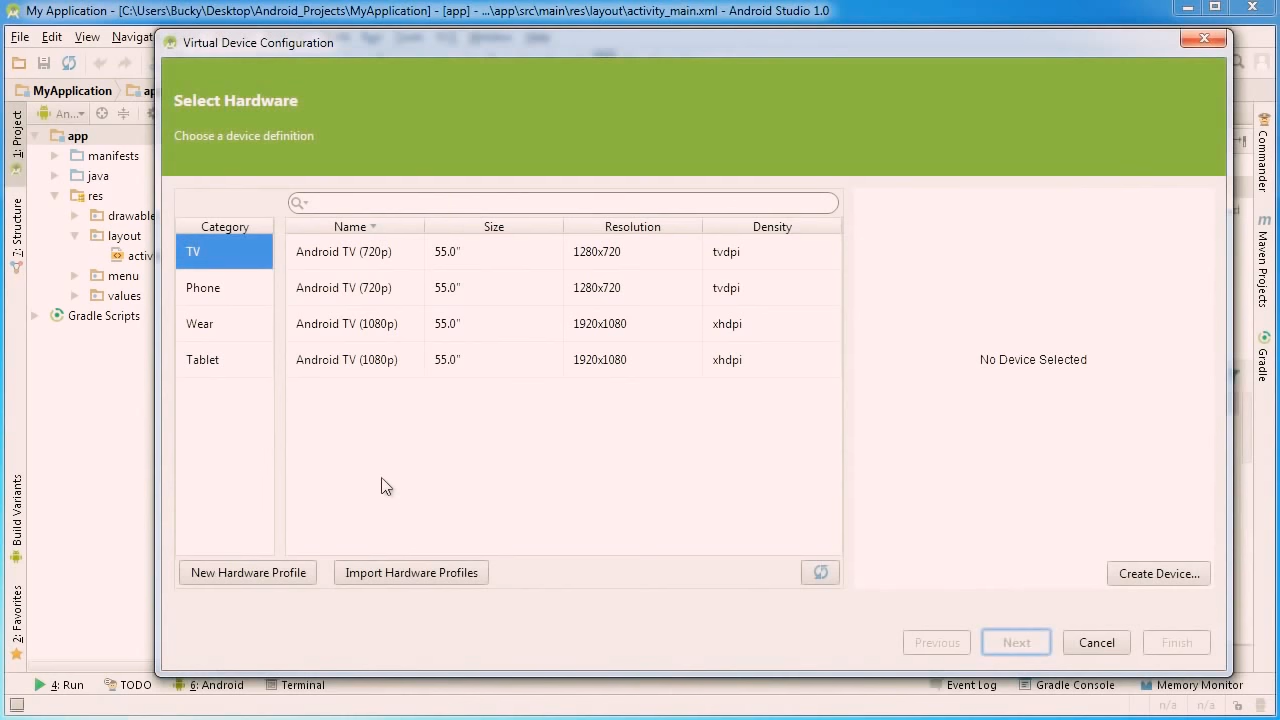 My Application - [C:\Users\Bucky\Desktop\Android_Projects\MyApplication] - [app] - ...\app\src\main\res\layout\activity_main.xml - Android Studio 1.0
File Edit View Navigat
Virtual Device Configuration
MyApplication
ap
Select Hardware
Choose a device definition
An...
1: Project
7: Structure
Build Variants
2: Favorites
app
manifests
java
res
drawable
layout
activ
menu
values
Gradle Scripts
Category Name Size Resolution Density
TV Android TV (720p) 55.0" 1280x720 tvdpi
Phone Android TV (720p) 55.0" 1280x720 tvdpi
Wear Android TV (1080p) 55.0" 1920x1080 xhdpi
Tablet Android TV (1080p) 55.0" 1920x1080 xhdpi
No Device Selected
New Hardware Profile Import Hardware Profiles Create Device...
Previous Next Cancel Finish
Commander
m Maven Projects
Gradle
4: Run TODO 6: Android Terminal Event Log Gradle Console Memory Monitor
n/a n/a